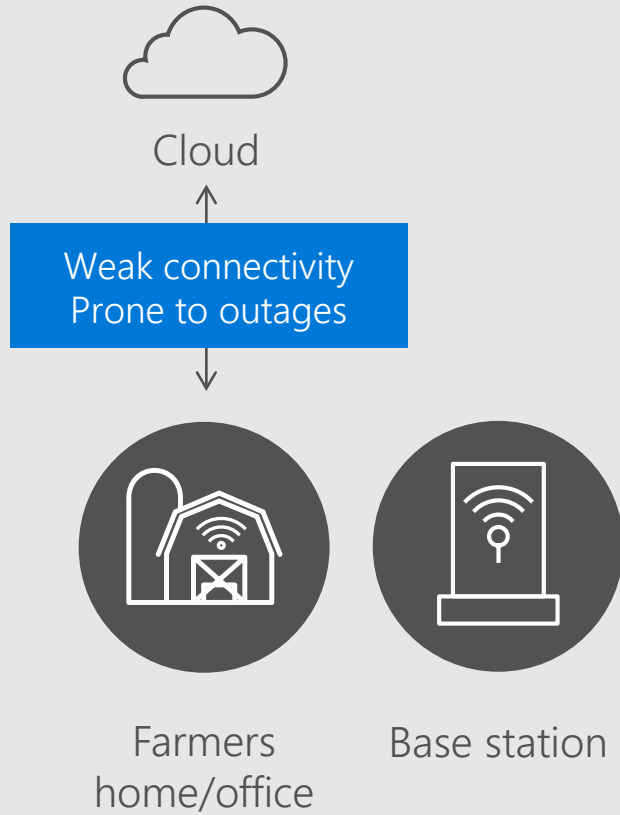 Cloud
Weak connectivity
Prone to outages
Farmers
home/office
Base station